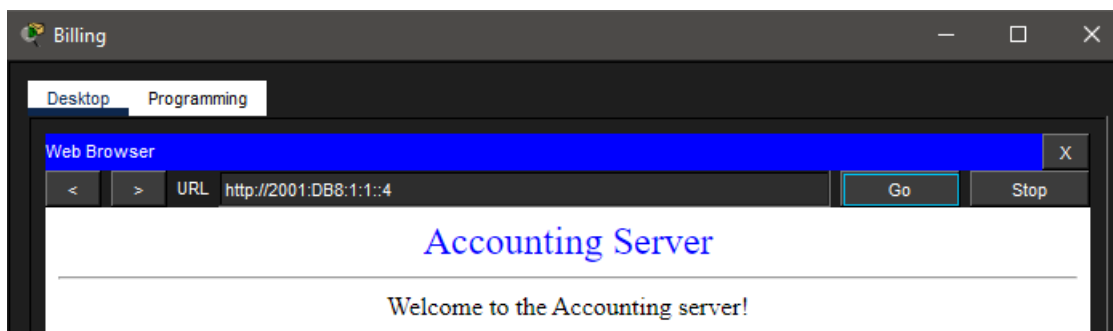 Billing
Desktop Programming
Web Browser X
< > URL http://2001:DB8:1:1::4 Go Stop
Accounting Server
Welcome to the Accounting server!